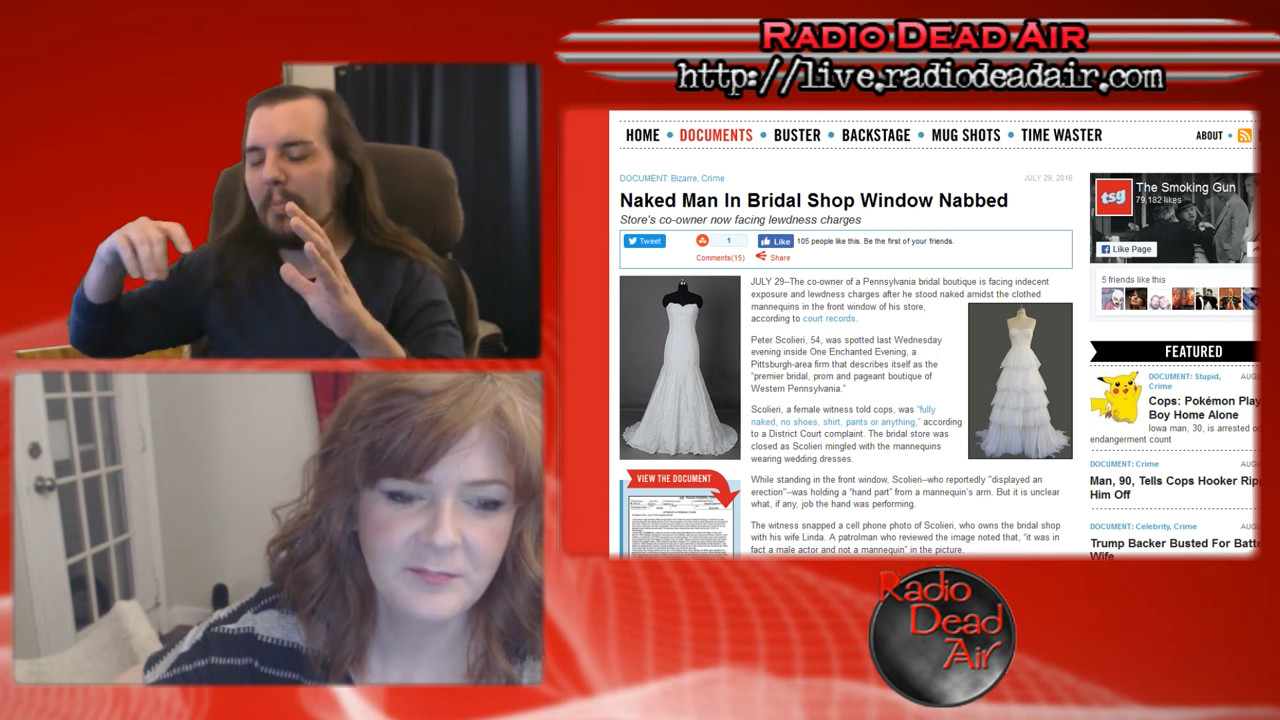 RADIO DEAD AIR
http://live.radiodeadair.com
HOME • DOCUMENTS • BUSTER • BACKSTAGE • MUG SHOTS • TIME WASTER
ABOUT •
DOCUMENT: Bizarre, Crime
JULY 29, 2016
Naked Man In Bridal Shop Window Nabbed
Store's co-owner now facing lewdness charges
Tweet
1
Like
105 people like this. Be the first of your friends.
Comments(15)
Share
JULY 29--The co-owner of a Pennsylvania bridal boutique is facing indecent
exposure and lewdness charges after he stood naked amidst the clothed
mannequins in the front window of his store,
according to court records.
Peter Scolieri, 54, was spotted last Wednesday
evening inside One Enchanted Evening, a
Pittsburgh-area firm that describes itself as the
"premier bridal, prom and pageant boutique of
Western Pennsylvania."
Scolieri, a female witness told cops, was "fully
naked, no shoes, shirt, pants or anything," according
to a District Court complaint. The bridal store was
closed as Scolieri mingled with the mannequins
wearing wedding dresses.
While standing in the front window, Scolieri--who reportedly "displayed an
erection"--was holding a "hand part" from a mannequin's arm. But it is unclear
what, if any, job the hand was performing.
The witness snapped a cell phone photo of Scolieri, who owns the bridal shop
with his wife Linda. A patrolman who reviewed the image noted that, "it was in
fact a male actor and not a mannequin" in the picture.
VIEW THE DOCUMENT
tsg
The Smoking Gun
79,182 likes
Like Page
5 friends like this
FEATURED
DOCUMENT: Stupid,
Crime
AUG
Cops: Pokémon Play
Boy Home Alone
Iowa man, 30, is arrested o
endangerment count
DOCUMENT: Crime
AUG
Man, 90, Tells Cops Hooker Rip
Him Off
DOCUMENT: Celebrity, Crime
AUG
Trump Backer Busted For Batte
Wife
Radio
Dead
Air